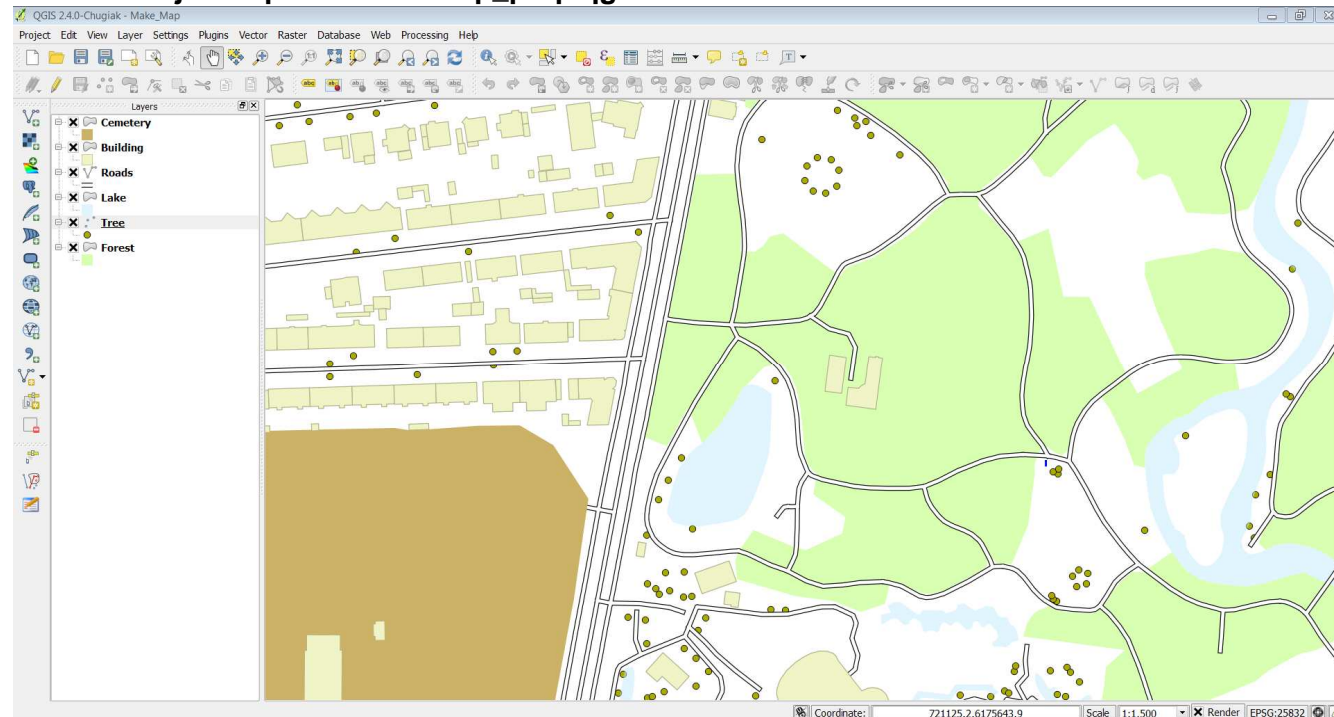 QGIS 2.4.0-Chugiak - Make_Map
Project Edit View Layer Settings Plugins Vector Raster Database Web Processing Help
Layers
Cemetery
Building
Roads
Lake
Tree
Forest
Coordinate: 721125.2,6175643.9 Scale 1:1.500 Render EPSG:25832